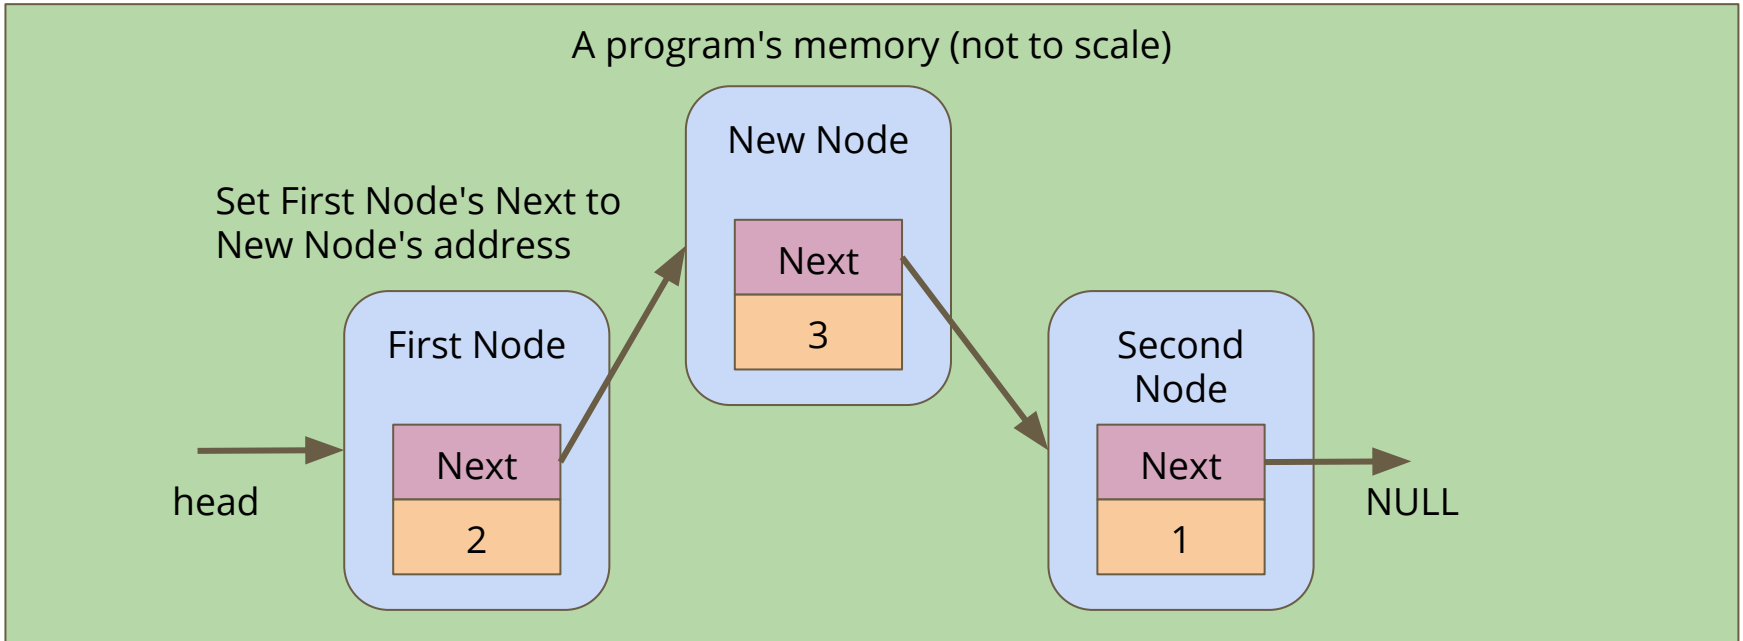 A program's memory (not to scale)
New Node
Set First Node's Next to
New Node's address
Next
3
First Node
Next
2
head
Second
Node
Next
1
NULL